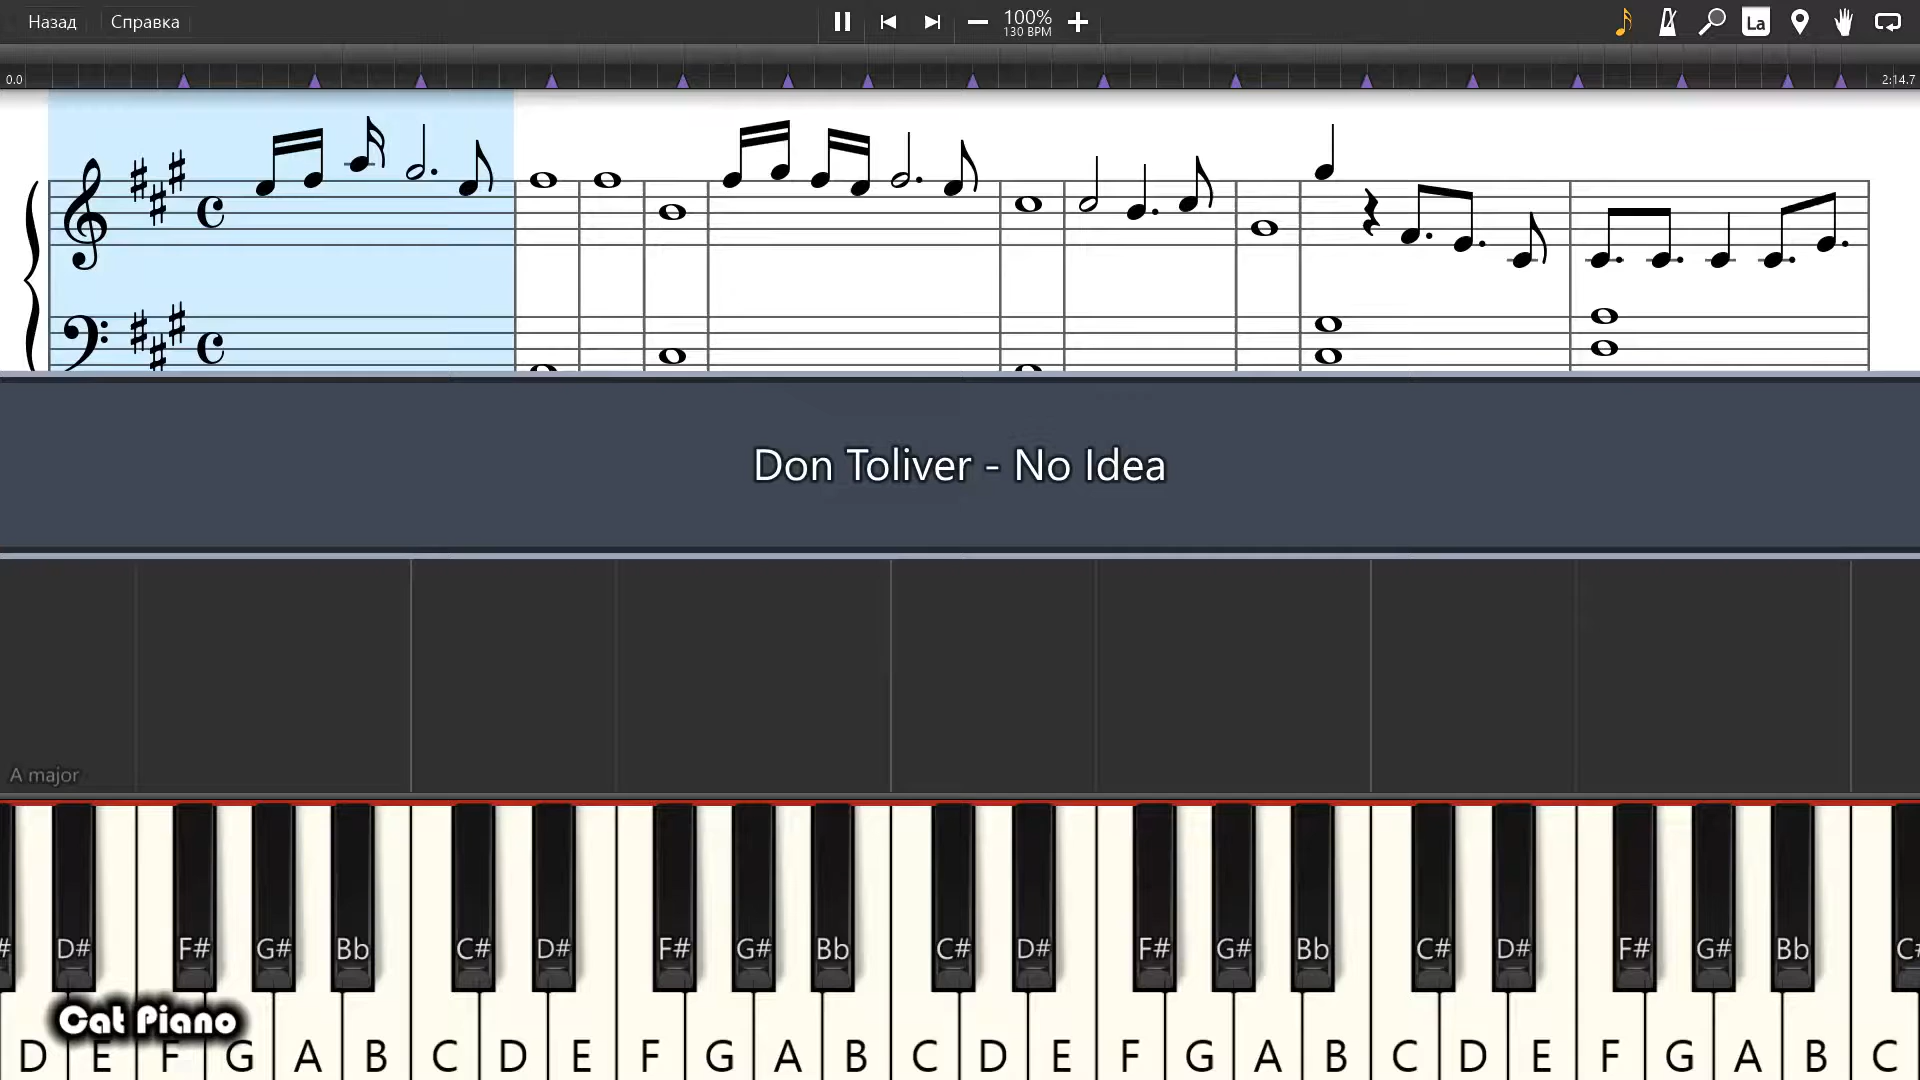 Назад Справка 100%
130 BPM
La
0.0 2:14.7
Don Toliver - No Idea
A major
# D# F# G# Bb C# D# F# G# Bb C# D# F# G# Bb C# D# F# G# Bb C#
Cat Piano
D E F G A B C D E F G A B C D E F G A B C D E F G A B C